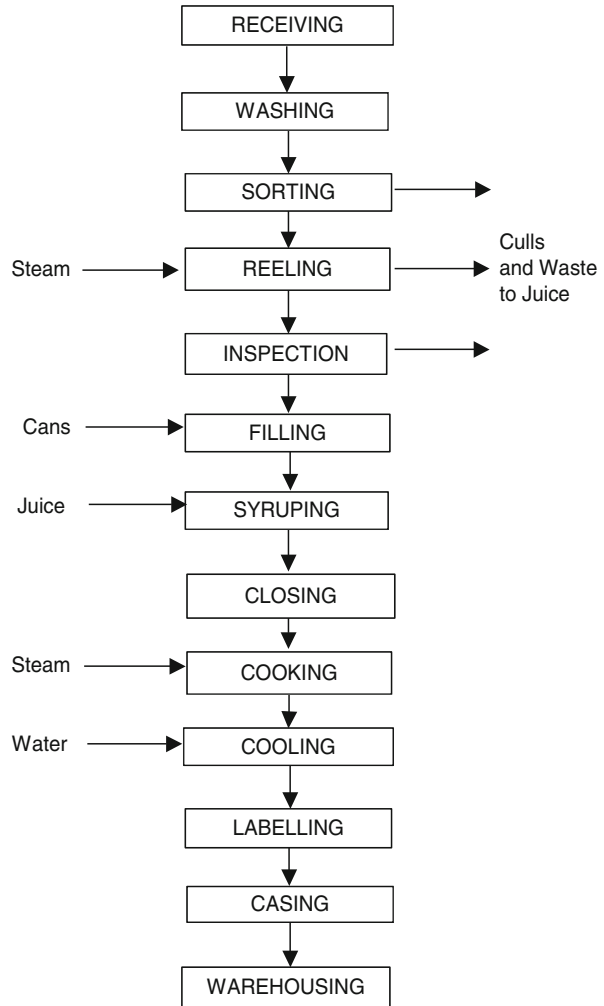 RECEIVING
WASHING
SORTING
Steam
REELING
Culls
and Waste
to Juice
INSPECTION
Cans
FILLING
Juice
SYRUPING
CLOSING
Steam
COOKING
Water
COOLING
LABELLING
CASING
WAREHOUSING